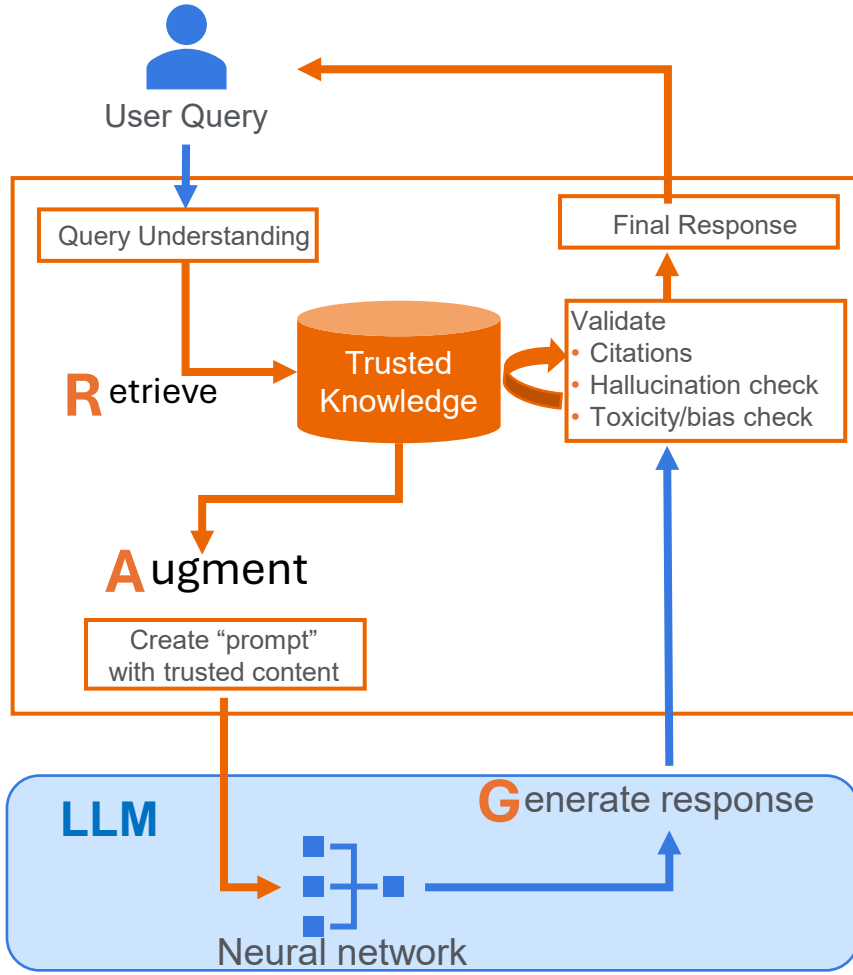 User Query
Query Understanding
Final Response
Retrieve
Trusted
Knowledge
Validate
• Citations
• Hallucination check
• Toxicity/bias check
Augment
Create “prompt”
with trusted content
LLM
Generate response
Neural network